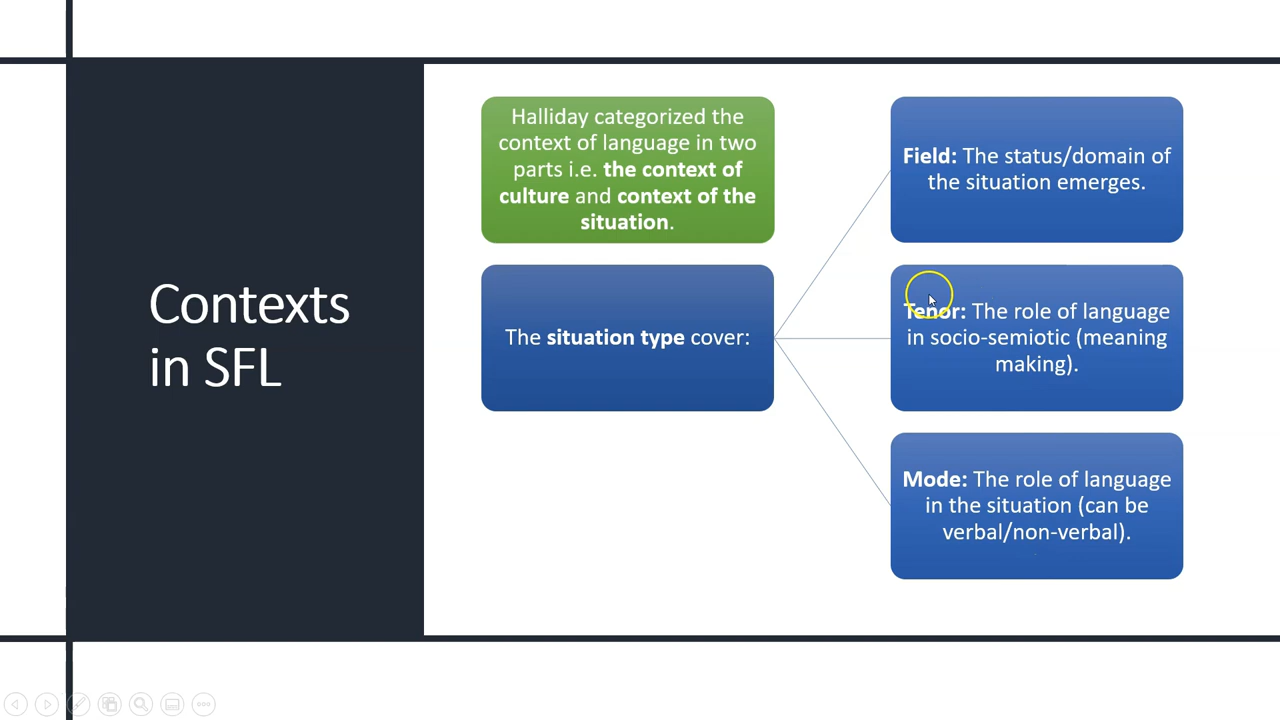 Contexts
in SFL
Halliday categorized the
context of language in two
parts i.e. the context of
culture and context of the
situation.
The situation type cover:
Field: The status/domain of
the situation emerges.
Tenor: The role of language
in socio-semiotic (meaning
making).
Mode: The role of language
in the situation (can be
verbal/non-verbal).